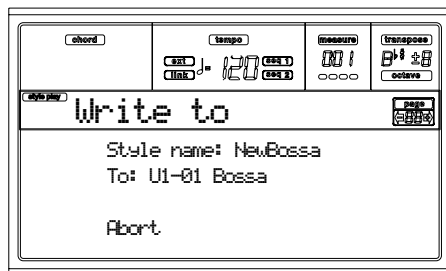 chord tempo measure transpose
ext link ♩= 120 seq 1 seq 2 001 octave
style play Write to page
Style name: NewBossa
To: U1-01 Bossa
Abort